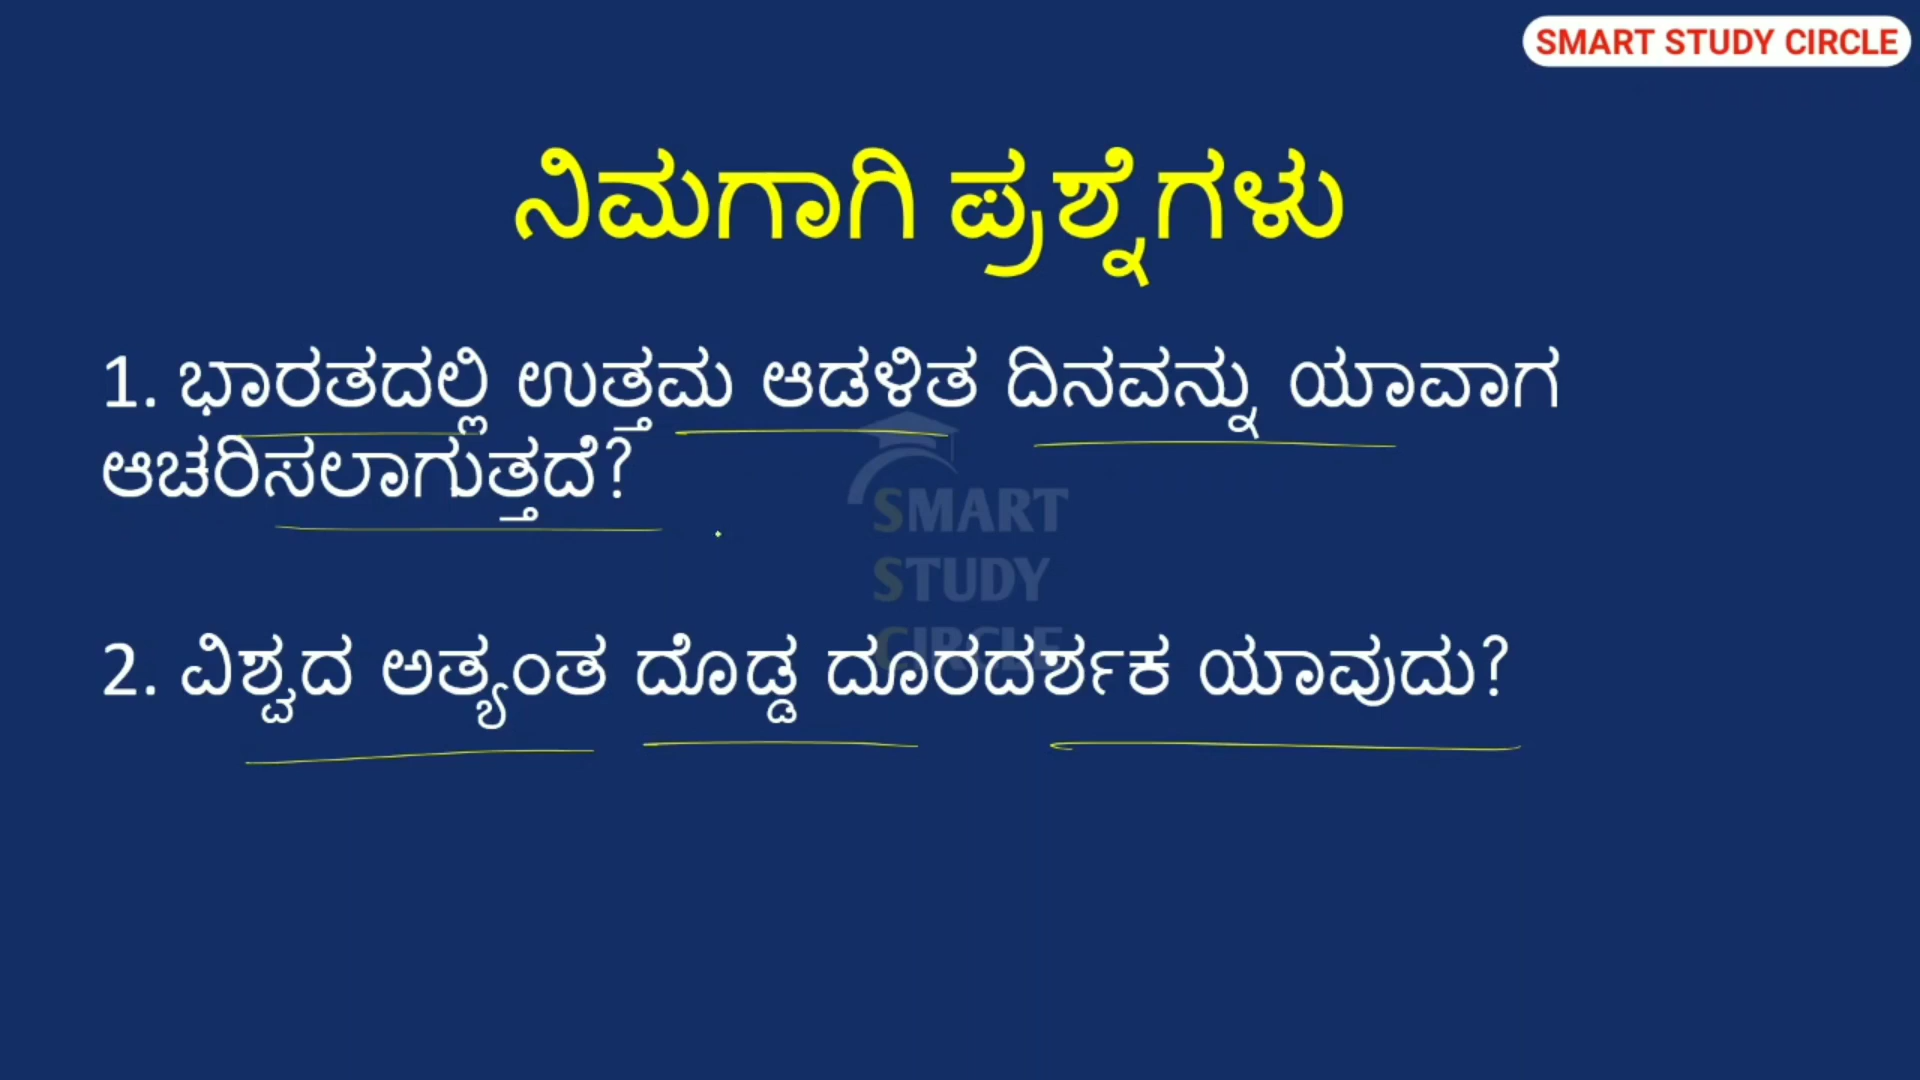 SMART STUDY CIRCLE
ನಿಮಗಾಗಿ ಪ್ರಶ್ನೆಗಳು
1. ಭಾರತದಲ್ಲಿ ಉತ್ತಮ ಆಡಳಿತ ದಿನವನ್ನು ಯಾವಾಗ
ಆಚರಿಸಲಾಗುತ್ತದೆ?
SMART
STUDY
CIRCLE
2. ವಿಶ್ವದ ಅತ್ಯಂತ ದೊಡ್ಡ ದೂರದರ್ಶಕ ಯಾವುದು?